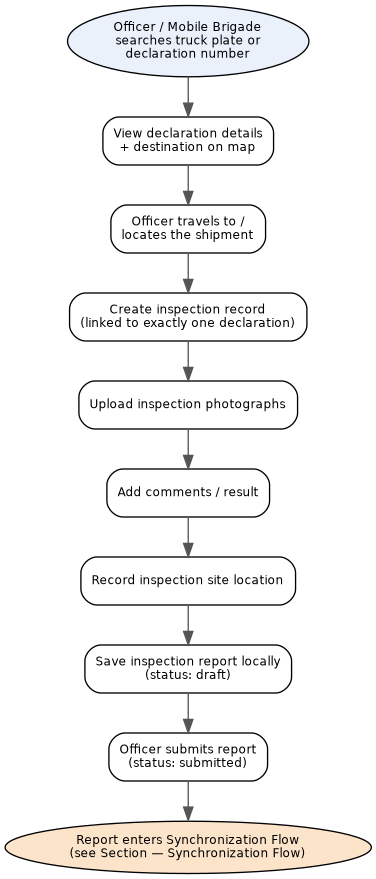 Officer / Mobile Brigade
searches truck plate or
declaration number
View declaration details
+ destination on map
Officer travels to /
locates the shipment
Create inspection record
(linked to exactly one declaration)
Upload inspection photographs
Add comments / result
Record inspection site location
Save inspection report locally
(status: draft)
Officer submits report
(status: submitted)
Report enters Synchronization Flow
(see Section — Synchronization Flow)